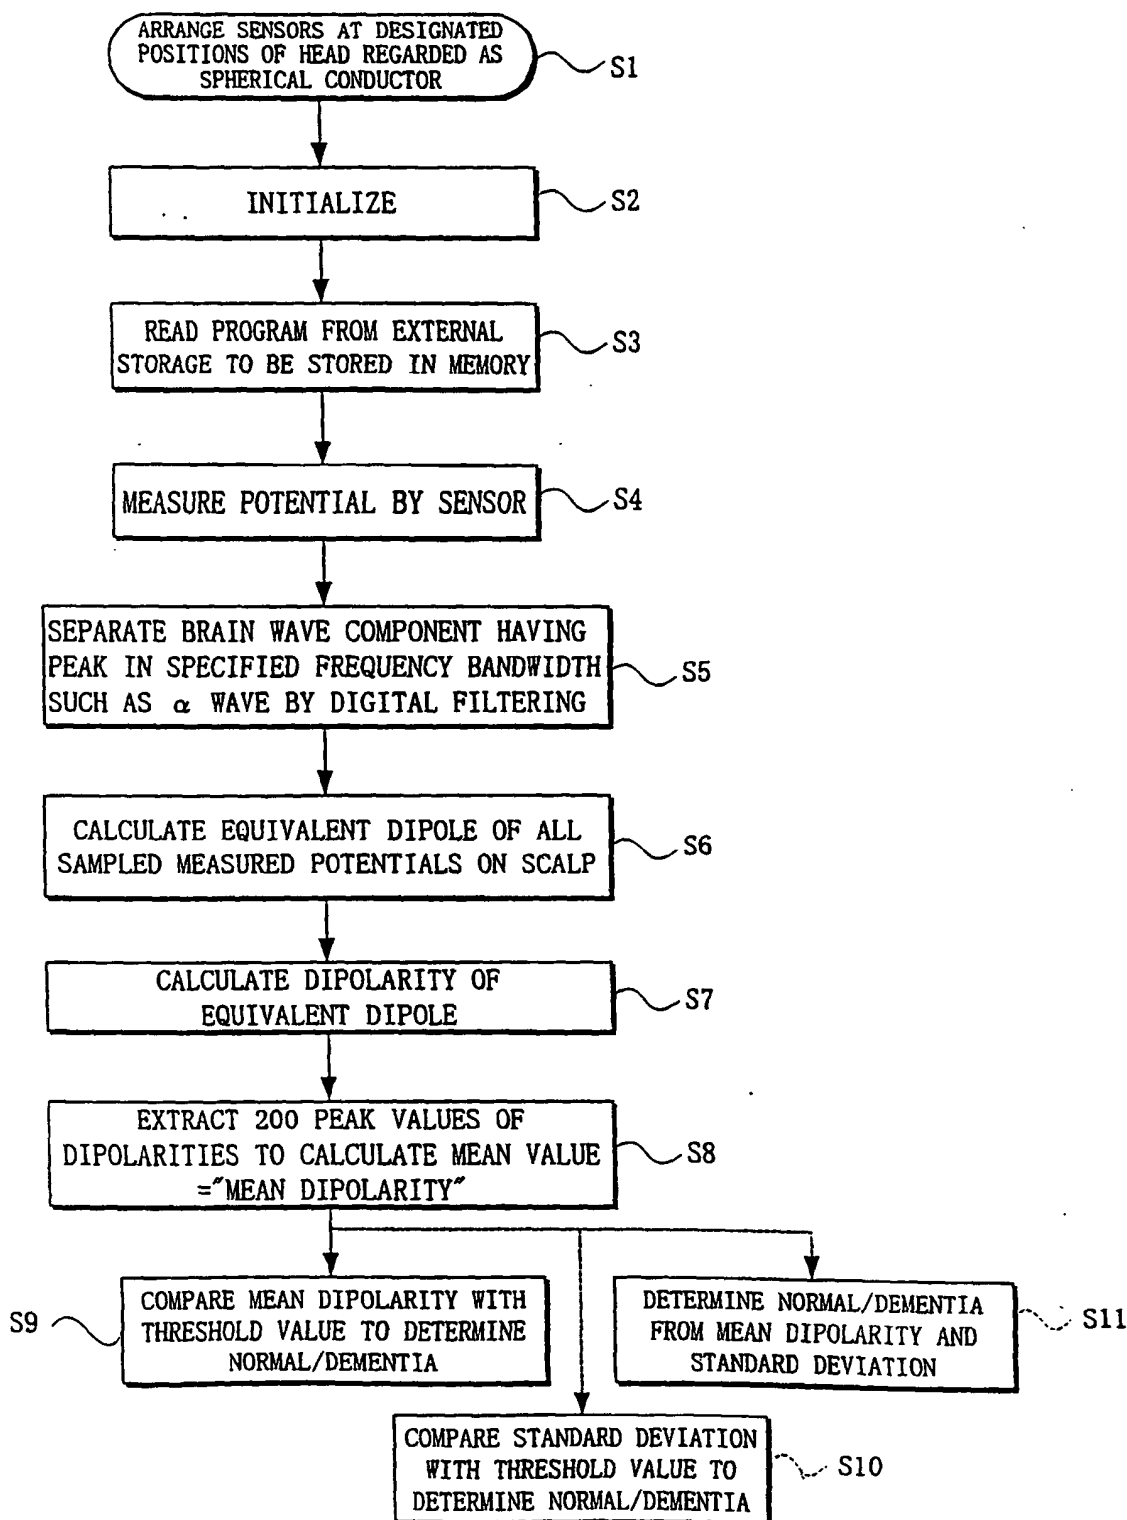 ARRANGE SENSORS AT DESIGNATED
POSITIONS OF HEAD REGARDED AS
SPHERICAL CONDUCTOR
S1
INITIALIZE
S2
READ PROGRAM FROM EXTERNAL
STORAGE TO BE STORED IN MEMORY
S3
MEASURE POTENTIAL BY SENSOR
S4
SEPARATE BRAIN WAVE COMPONENT HAVING
PEAK IN SPECIFIED FREQUENCY BANDWIDTH
SUCH AS α WAVE BY DIGITAL FILTERING
S5
CALCULATE EQUIVALENT DIPOLE OF ALL
SAMPLED MEASURED POTENTIALS ON SCALP
S6
CALCULATE DIPOLARITY OF
EQUIVALENT DIPOLE
S7
EXTRACT 200 PEAK VALUES OF
DIPOLARITIES TO CALCULATE MEAN VALUE
="MEAN DIPOLARITY"
S8
S9
COMPARE MEAN DIPOLARITY WITH
THRESHOLD VALUE TO DETERMINE
NORMAL/DEMENTIA
DETERMINE NORMAL/DEMENTIA
FROM MEAN DIPOLARITY AND
STANDARD DEVIATION
S11
COMPARE STANDARD DEVIATION
WITH THRESHOLD VALUE TO
DETERMINE NORMAL/DEMENTIA
S10